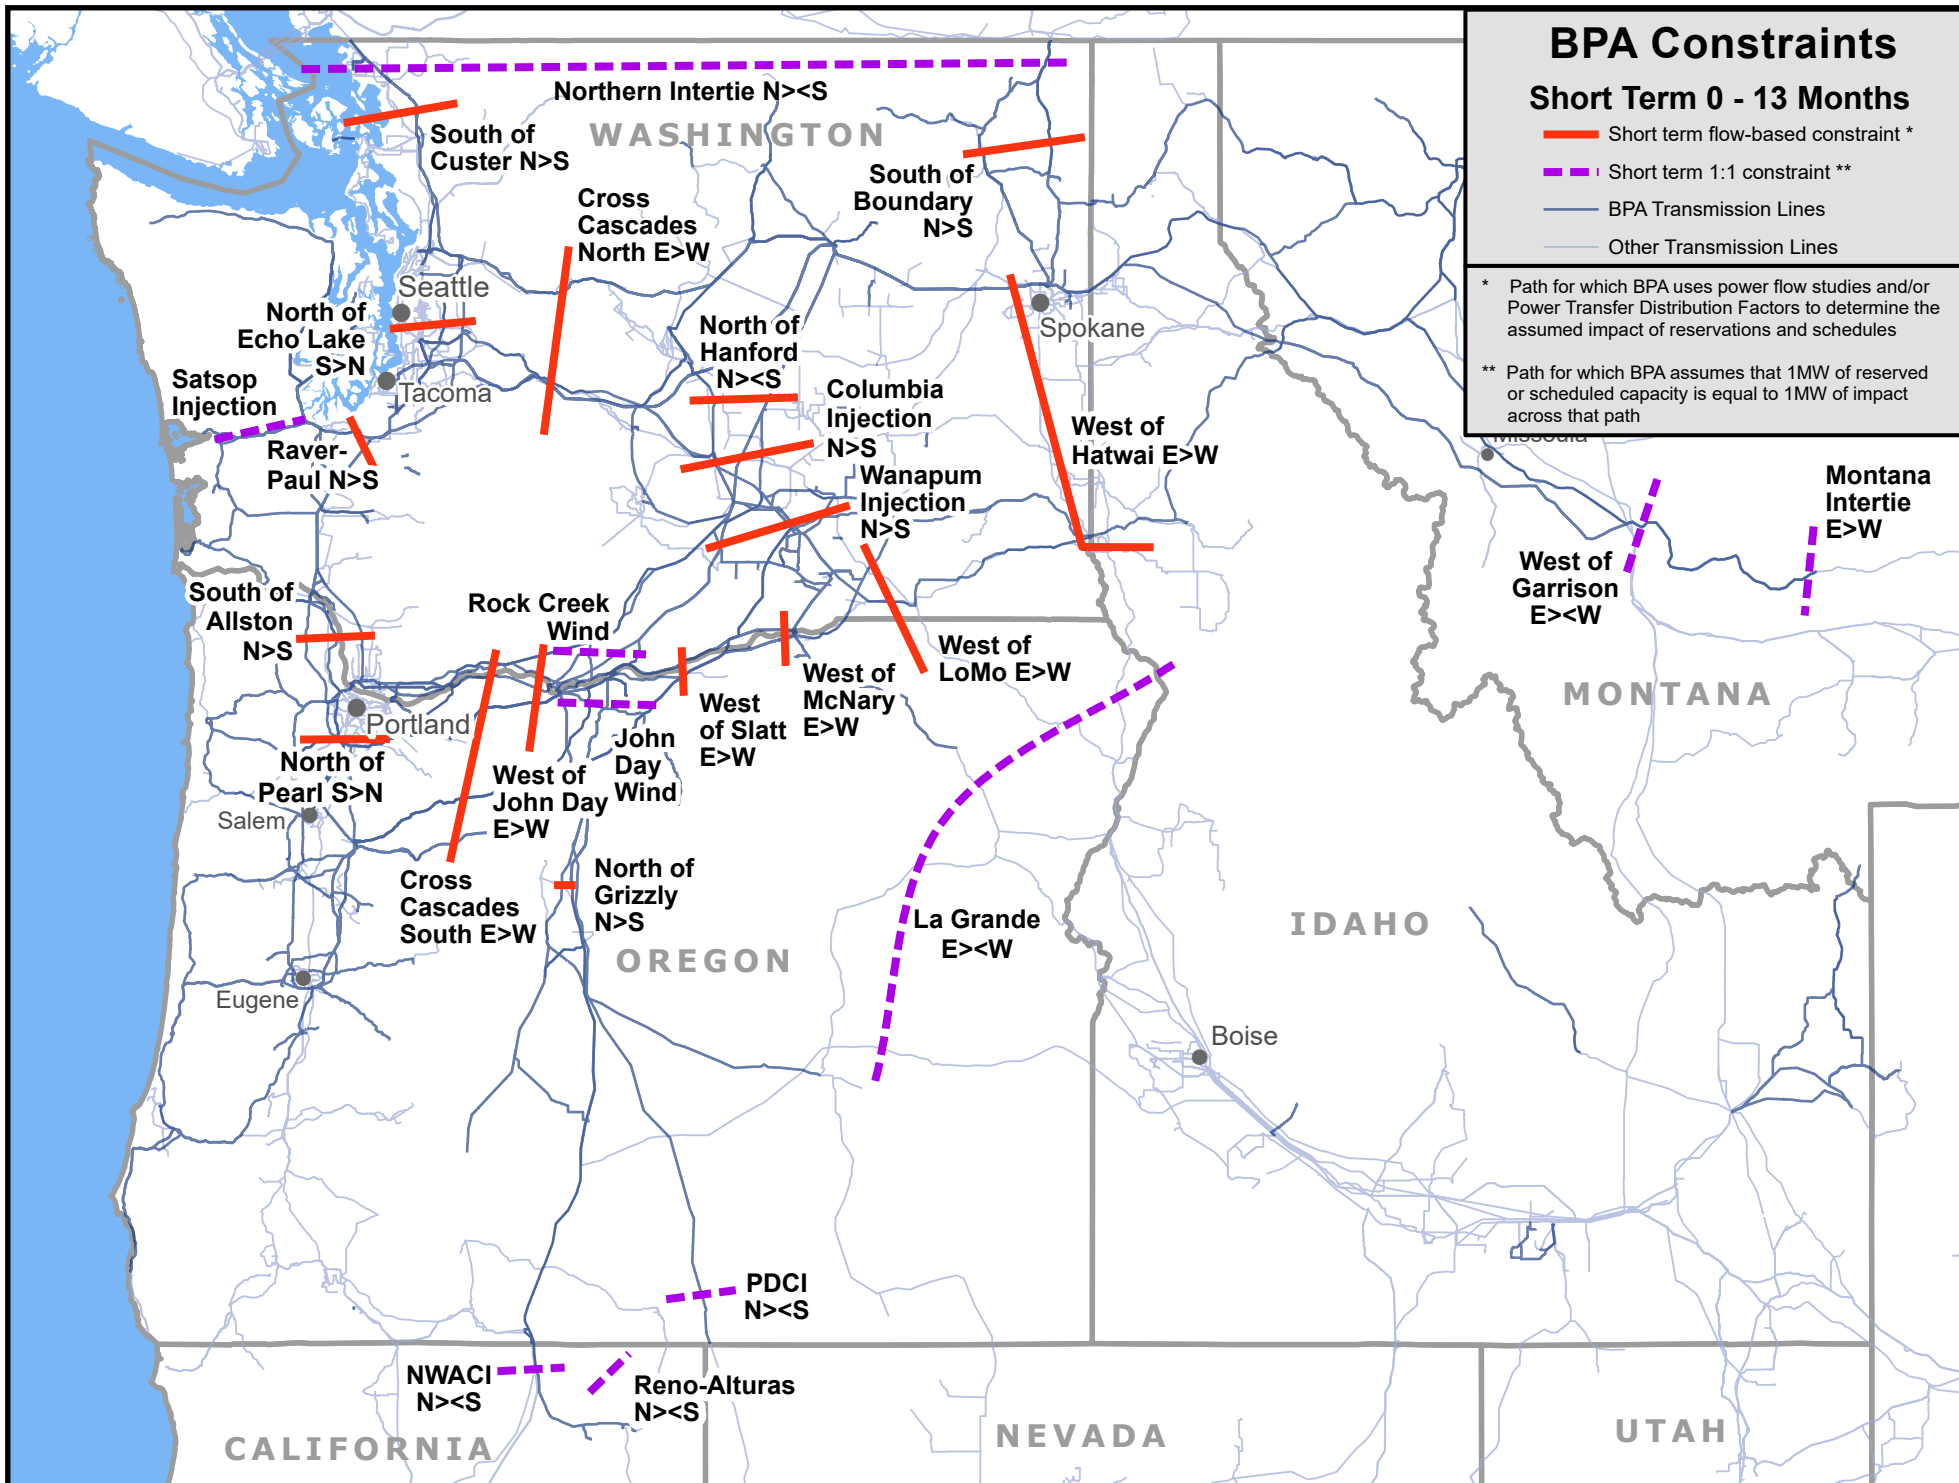 BPA Constraints
Short Term 0 - 13 Months
Short term flow-based constraint *
Short term 1:1 constraint **
BPA Transmission Lines
Other Transmission Lines
* Path for which BPA uses power flow studies and/or
Power Transfer Distribution Factors to determine the
assumed impact of reservations and schedules
** Path for which BPA assumes that 1MW of reserved
or scheduled capacity is equal to 1MW of impact
across that path
Northern Intertie N><S
South of
Custer N>S
WASHINGTON
South of
Boundary
N>S
Cross
Cascades
North E>W
Seattle
North of
Echo Lake
S>N
Spokane
North of
Hanford
N><S
Satsop
Injection
Tacoma
Columbia
Injection
N>S
West of
Hatwai E>W
Missoula
Raver-
Paul N>S
Wanapum
Injection
N>S
Montana
Intertie
E>W
West of
Garrison
E><W
South of
Allston
N>S
Rock Creek
Wind
West of
LoMo E>W
West of
McNary
E>W
MONTANA
West
of Slatt
E>W
Portland
John
Day
Wind
North of
Pearl S>N
West of
John Day
E>W
Salem
Cross
Cascades
South E>W
North of
Grizzly
N>S
La Grande
E><W
IDAHO
OREGON
Eugene
Boise
PDCI
N><S
NWACI
N><S
Reno-Alturas
N><S
CALIFORNIA
NEVADA
UTAH